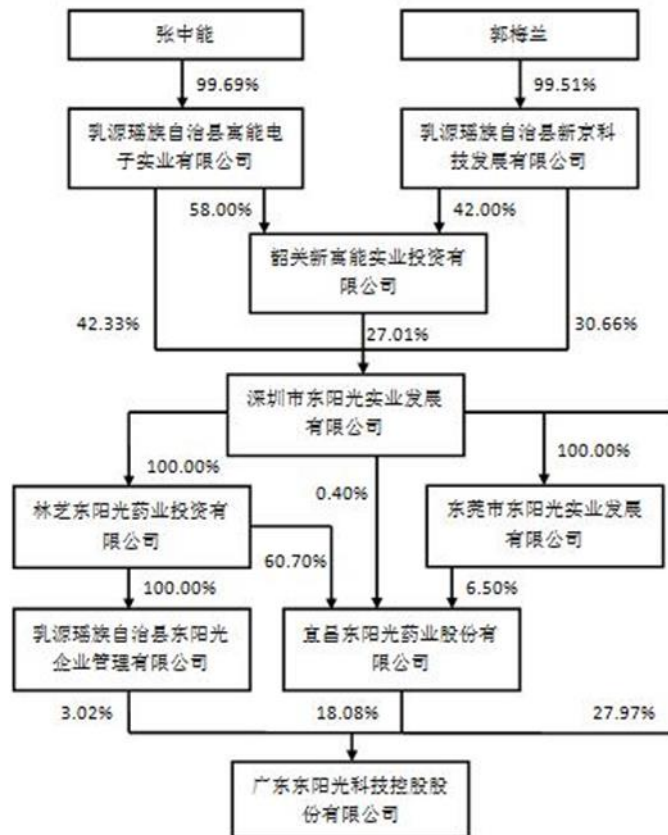 张中能
郭梅兰
99.69%
99.51%
乳源瑶族自治县寓能电
子实业有限公司
乳源瑶族自治县新京科
技发展有限公司
58.00%
42.00%
韶关新寓能实业投资有
限公司
42.33%
27.01%
30.66%
深圳市东阳光实业发展
有限公司
100.00%
0.40%
100.00%
林芝东阳光药业投资有
限公司
东莞市东阳光实业发展
有限公司
60.70%
100.00%
6.50%
乳源瑶族自治县东阳光
企业管理有限公司
宜昌东阳光药业股份有
限公司
3.02%
18.08%
27.97%
广东东阳光科技控股股
份有限公司